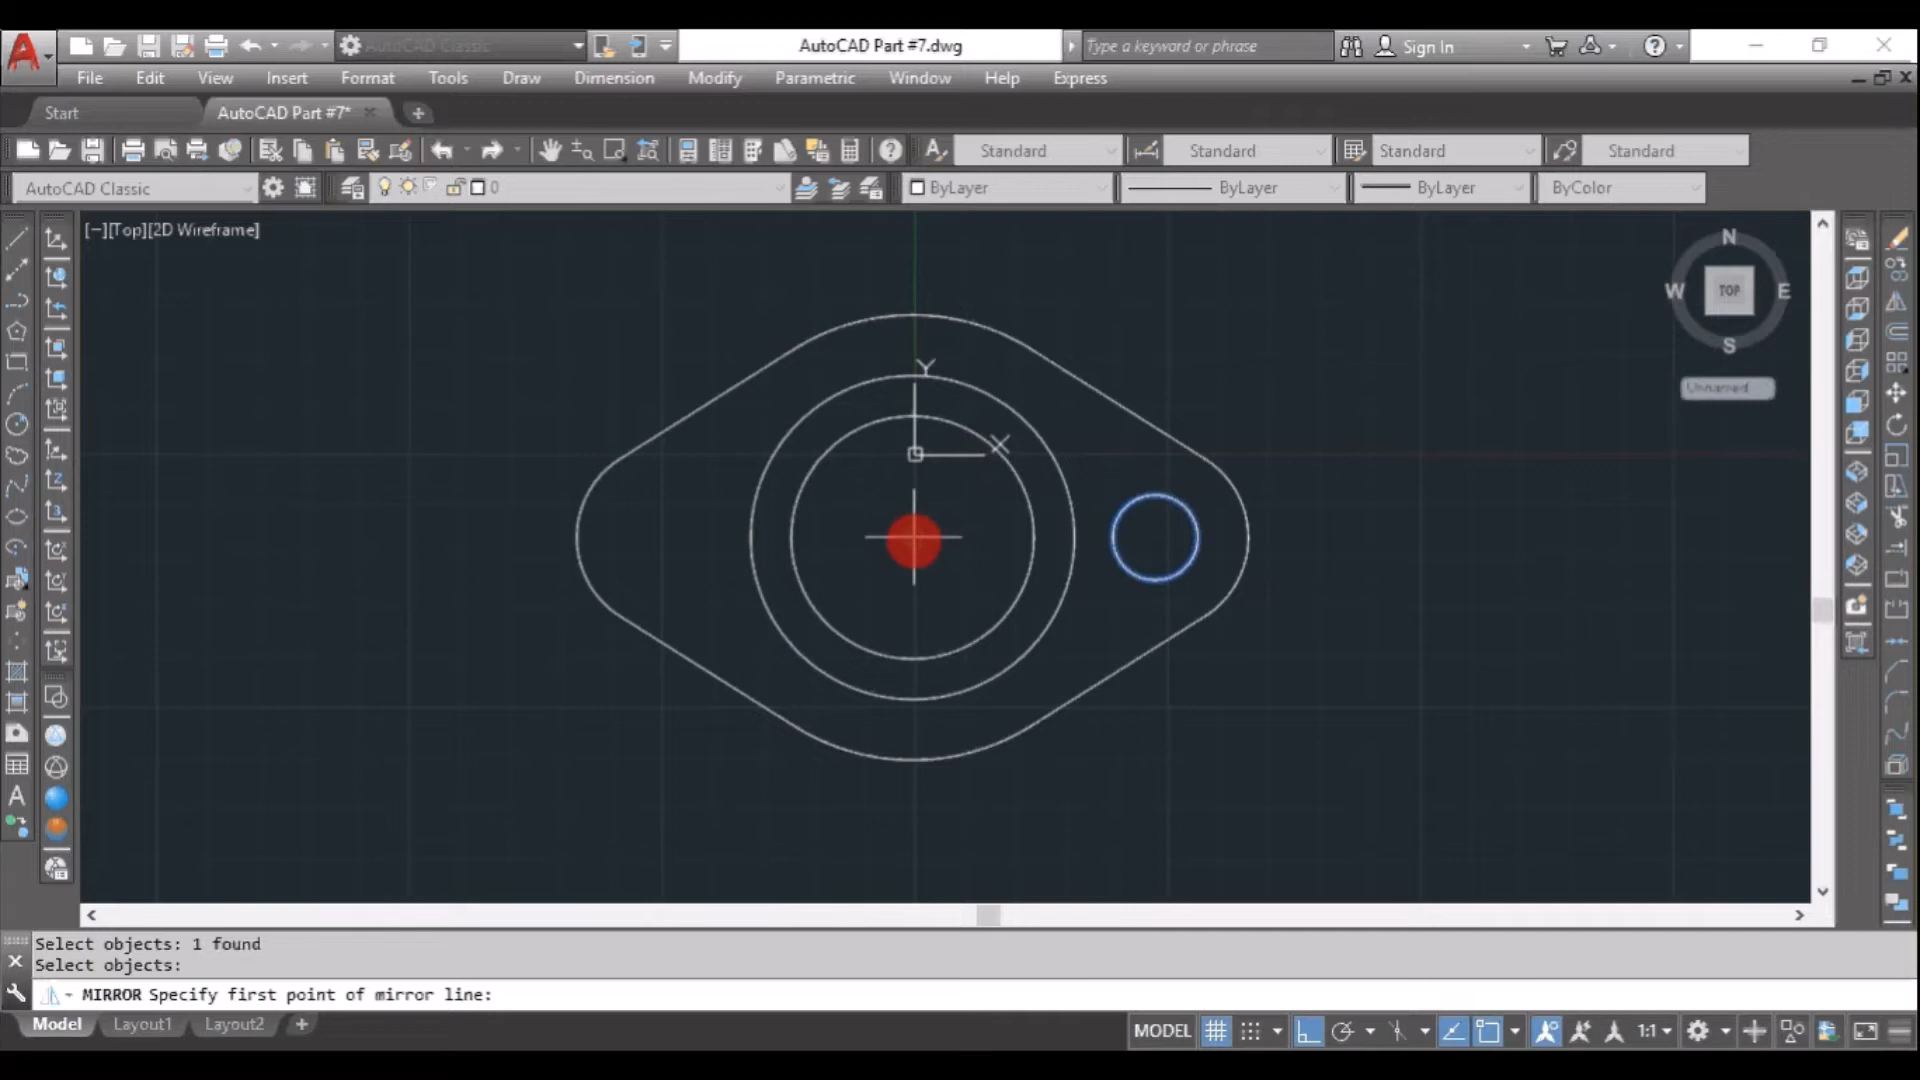 AutoCAD Classic
AutoCAD Part #7.dwg
Type a keyword or phrase
Sign In
File Edit View Insert Format Tools Draw Dimension Modify Parametric Window Help Express
Start AutoCAD Part #7*
Standard Standard Standard Standard
AutoCAD Classic 0 ByLayer ByLayer ByLayer ByColor
[−][Top][2D Wireframe]
N
W TOP E
S
Unnamed
Y
X
Select objects: 1 found
Select objects:
MIRROR Specify first point of mirror line:
Model Layout1 Layout2
MODEL 1:1